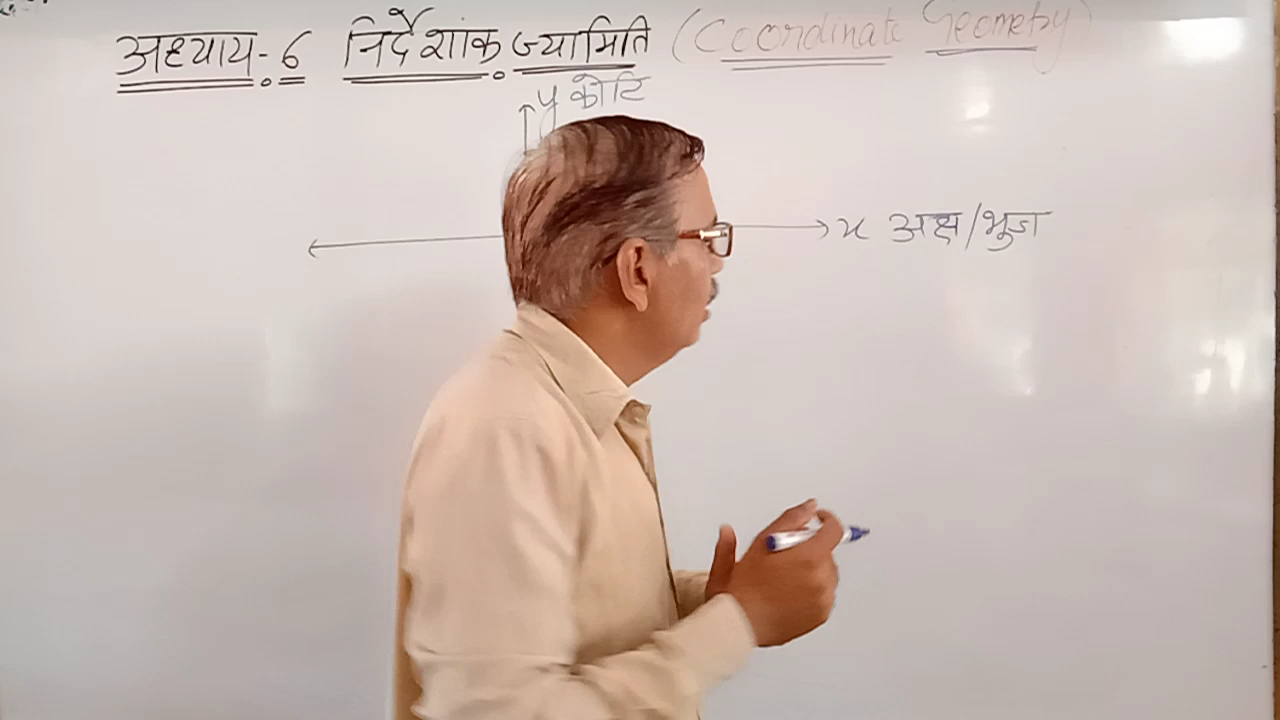 अध्याय-6 निर्देशांक ज्यामिति (Coordinate Geometry)
y कोटि
x अक्ष/भुज